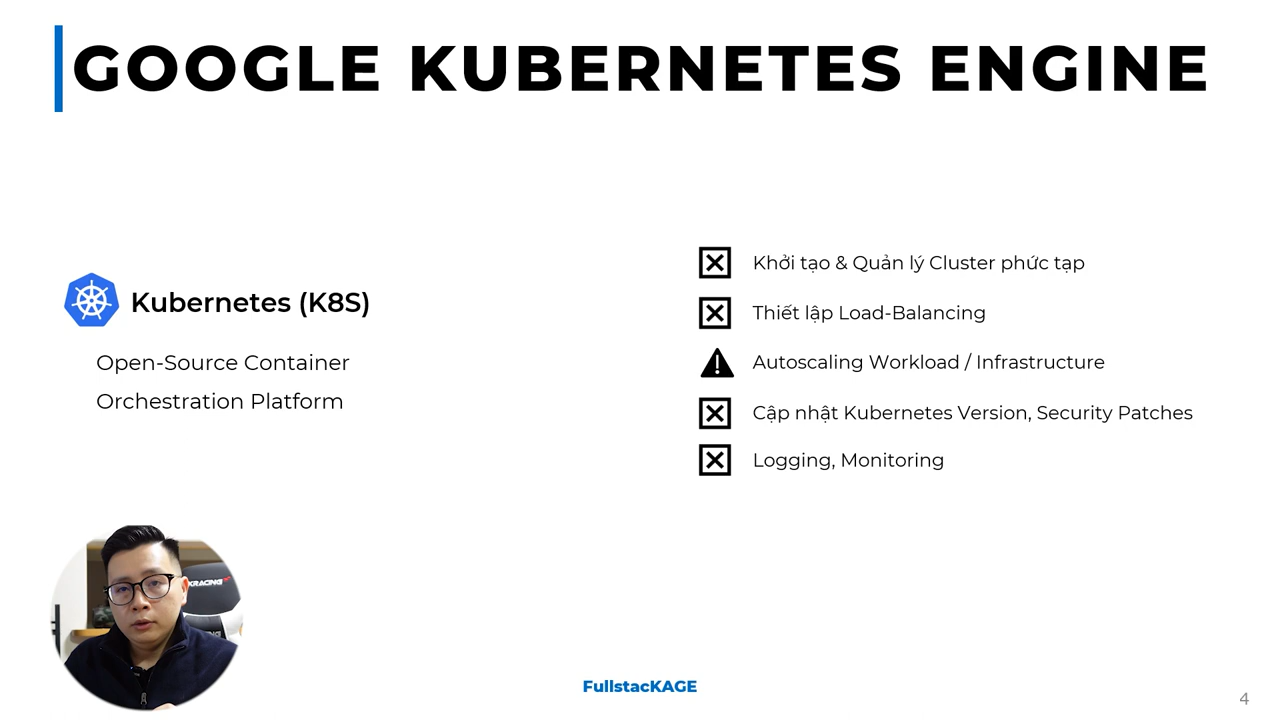 GOOGLE KUBERNETES ENGINE
Kubernetes (K8S)
Open-Source Container
Orchestration Platform
Khởi tạo & Quản lý Cluster phức tạp
Thiết lập Load-Balancing
Autoscaling Workload / Infrastructure
Cập nhật Kubernetes Version, Security Patches
Logging, Monitoring
FullstacKAGE
4